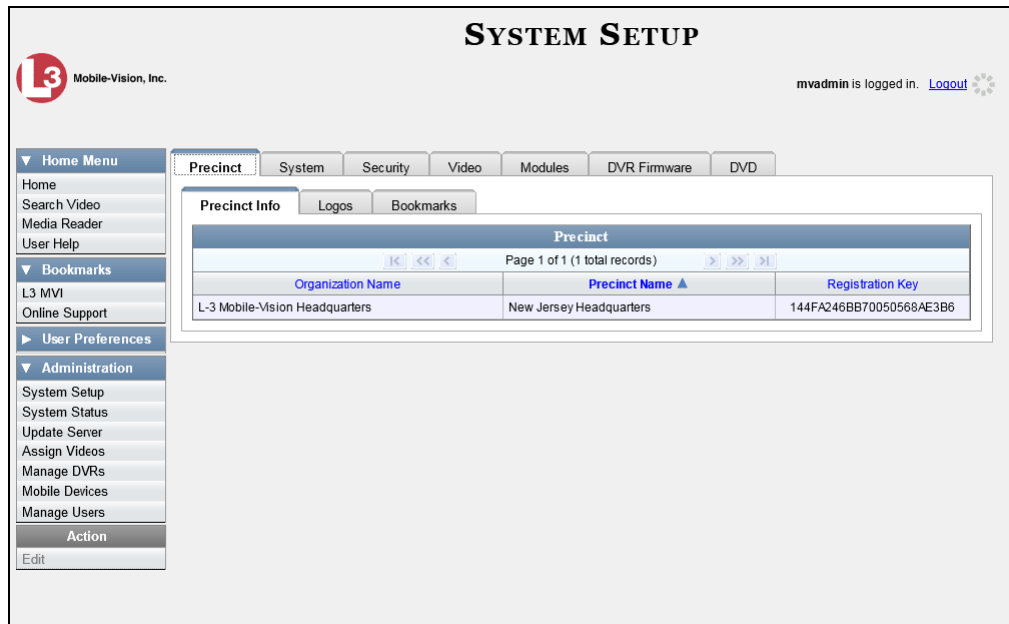 SYSTEM SETUP
L3 Mobile-Vision, Inc.
mvadmin is logged in. Logout
▼ Home Menu
Home
Search Video
Media Reader
User Help
▼ Bookmarks
L3 MVI
Online Support
▶ User Preferences
▼ Administration
System Setup
System Status
Update Server
Assign Videos
Manage DVRs
Mobile Devices
Manage Users
Action
Edit
Precinct System Security Video Modules DVR Firmware DVD
Precinct Info Logos Bookmarks
Precinct
|< << < Page 1 of 1 (1 total records) > >> >|
Organization Name Precinct Name ▲ Registration Key
L-3 Mobile-Vision Headquarters New Jersey Headquarters 144FA246BB70050568AE3B6